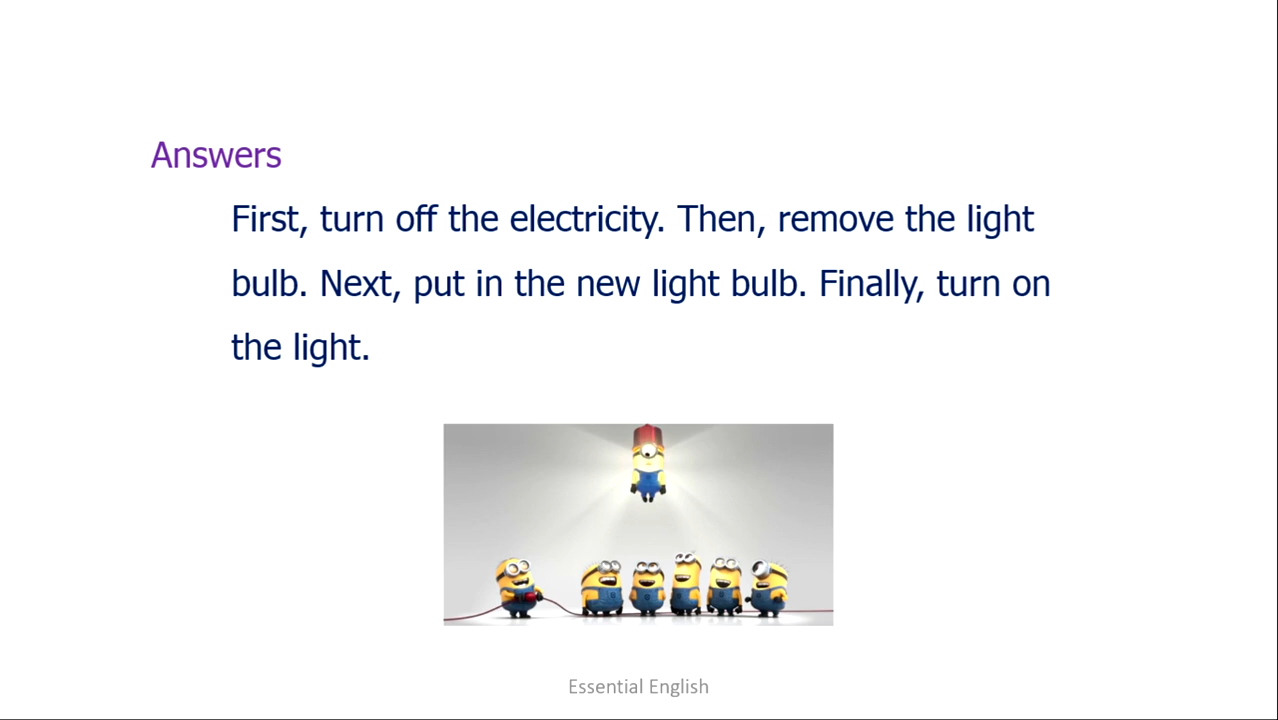 Answers
First, turn off the electricity. Then, remove the light
bulb. Next, put in the new light bulb. Finally, turn on
the light.
Essential English